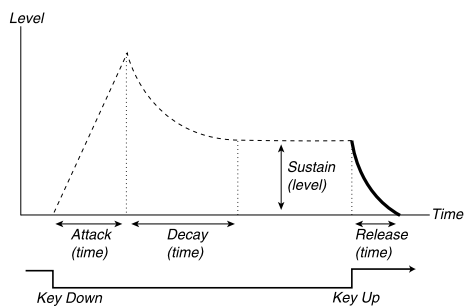 Level
Sustain
(level)
Time
Attack
(time)
Decay
(time)
Release
(time)
Key Down
Key Up